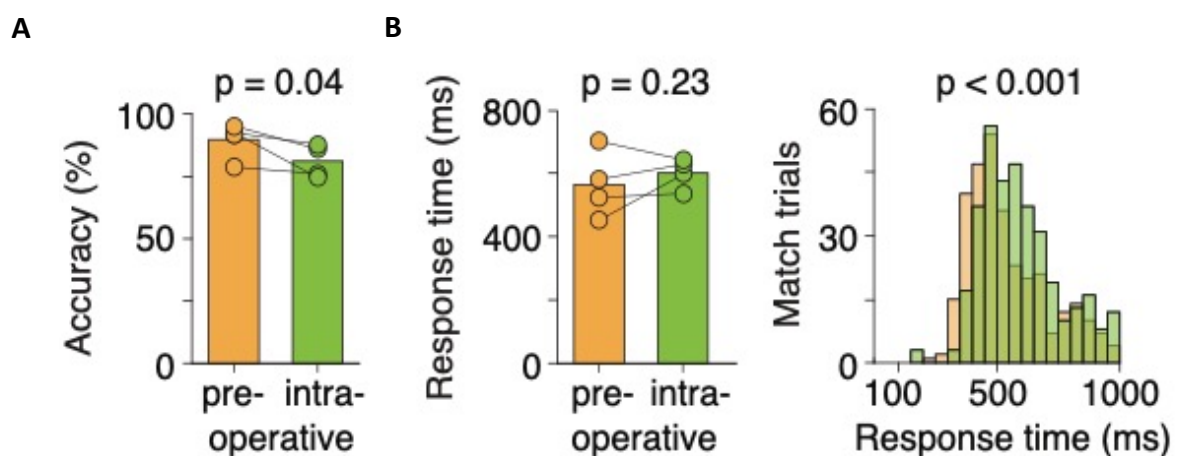 A
B
p = 0.04
Accuracy (%)
100
50
0
pre- intra-
operative
p = 0.23
Response time (ms)
800
400
0
pre- intra-
operative
p < 0.001
Match trials
60
30
0
100 500 1000
Response time (ms)